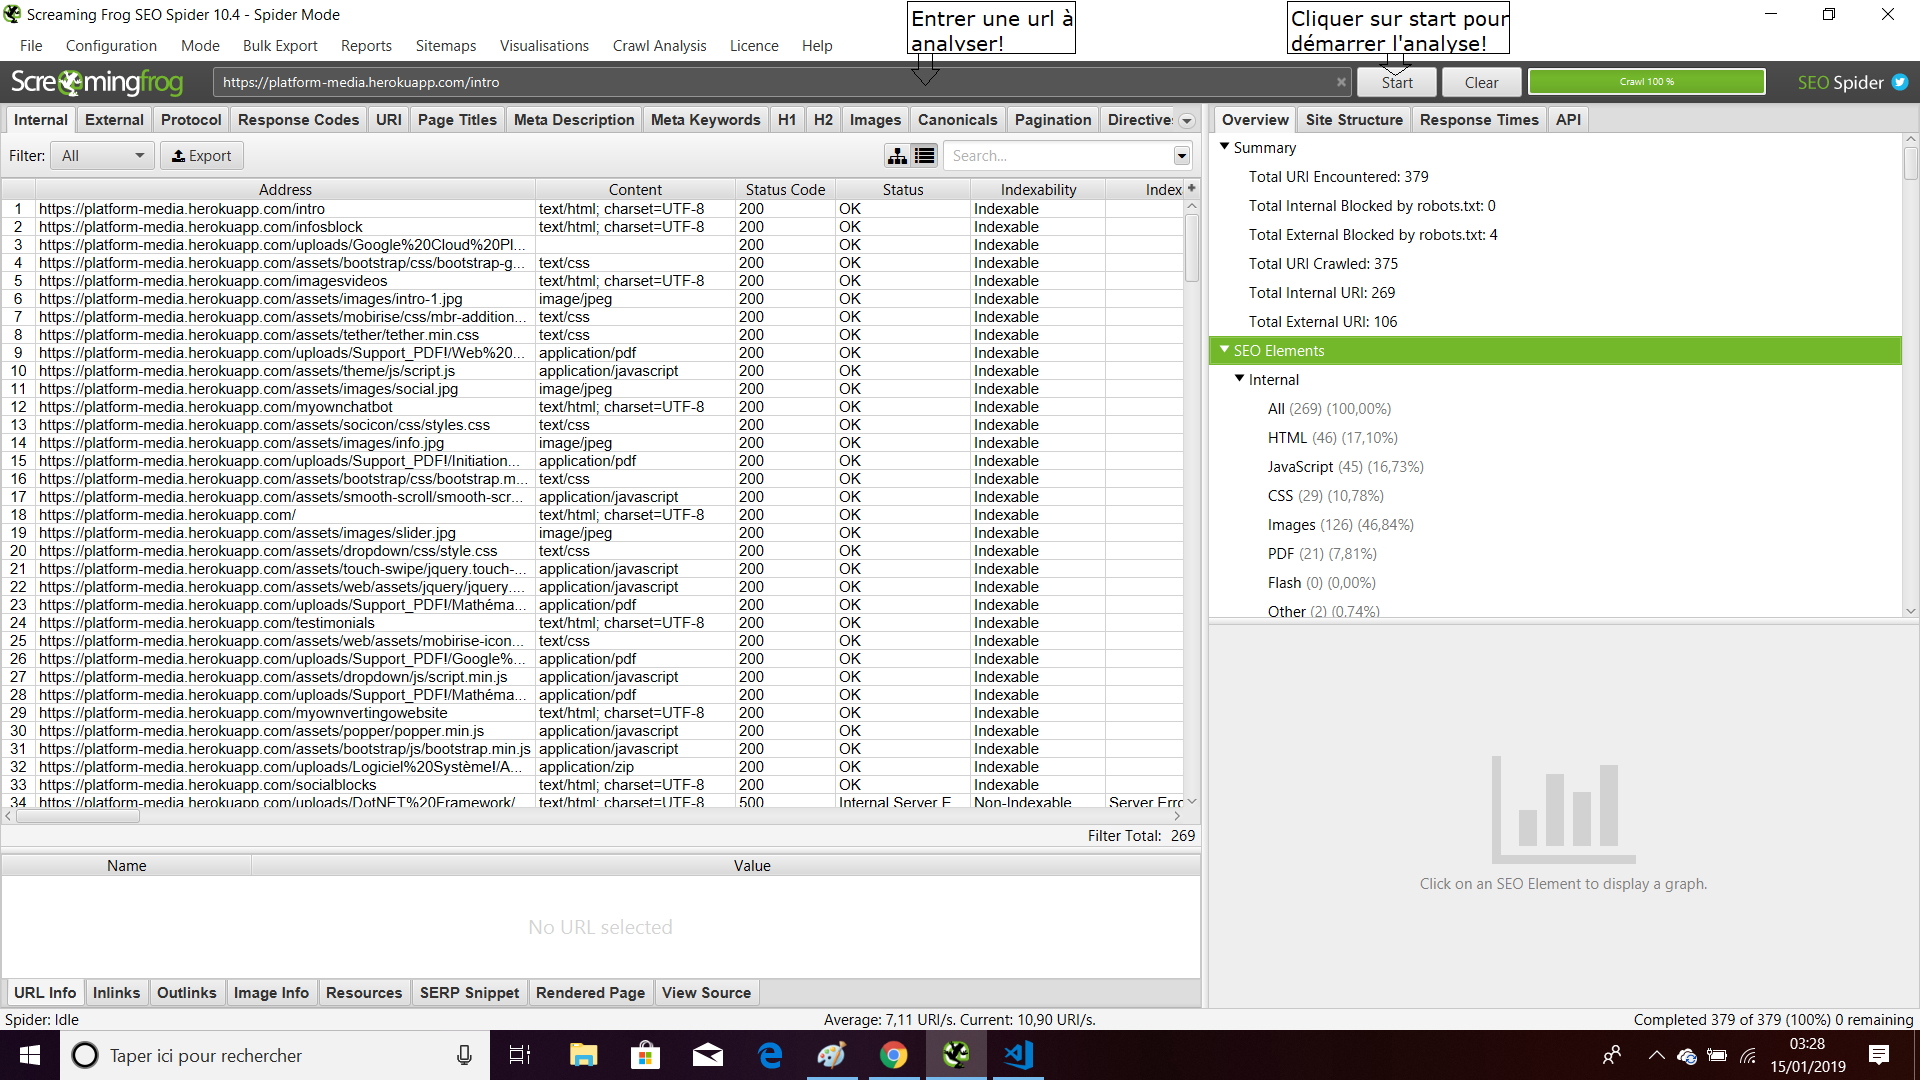 Screaming Frog SEO Spider 10.4 - Spider Mode
Entrer une url à
analyser!
Cliquer sur start pour
démarrer l'analyse!
File Configuration Mode Bulk Export Reports Sitemaps Visualisations Crawl Analysis Licence Help
Screamingfrog https://platform-media.herokuapp.com/intro Start Clear Crawl 100 % SEO Spider
Internal External Protocol Response Codes URI Page Titles Meta Description Meta Keywords H1 H2 Images Canonicals Pagination Directives
Filter: All Export Search...
Address Content Status Code Status Indexability Index
1 https://platform-media.herokuapp.com/intro text/html; charset=UTF-8 200 OK Indexable
2 https://platform-media.herokuapp.com/infosblock text/html; charset=UTF-8 200 OK Indexable
3 https://platform-media.herokuapp.com/uploads/Google%20Cloud%20Pl... 200 OK Indexable
4 https://platform-media.herokuapp.com/assets/bootstrap/css/bootstrap-g... text/css 200 OK Indexable
5 https://platform-media.herokuapp.com/imagesvideos text/html; charset=UTF-8 200 OK Indexable
6 https://platform-media.herokuapp.com/assets/images/intro-1.jpg image/jpeg 200 OK Indexable
7 https://platform-media.herokuapp.com/assets/mobirise/css/mbr-addition... text/css 200 OK Indexable
8 https://platform-media.herokuapp.com/assets/tether/tether.min.css text/css 200 OK Indexable
9 https://platform-media.herokuapp.com/uploads/Support_PDF!/Web%20... application/pdf 200 OK Indexable
10 https://platform-media.herokuapp.com/assets/theme/js/script.js application/javascript 200 OK Indexable
11 https://platform-media.herokuapp.com/assets/images/social.jpg image/jpeg 200 OK Indexable
12 https://platform-media.herokuapp.com/myownchatbot text/html; charset=UTF-8 200 OK Indexable
13 https://platform-media.herokuapp.com/assets/socicon/css/styles.css text/css 200 OK Indexable
14 https://platform-media.herokuapp.com/assets/images/info.jpg image/jpeg 200 OK Indexable
15 https://platform-media.herokuapp.com/uploads/Support_PDF!/Initiation... application/pdf 200 OK Indexable
16 https://platform-media.herokuapp.com/assets/bootstrap/css/bootstrap.m... text/css 200 OK Indexable
17 https://platform-media.herokuapp.com/assets/smooth-scroll/smooth-scr... application/javascript 200 OK Indexable
18 https://platform-media.herokuapp.com/ text/html; charset=UTF-8 200 OK Indexable
19 https://platform-media.herokuapp.com/assets/images/slider.jpg image/jpeg 200 OK Indexable
20 https://platform-media.herokuapp.com/assets/dropdown/css/style.css text/css 200 OK Indexable
21 https://platform-media.herokuapp.com/assets/touch-swipe/jquery.touch-... application/javascript 200 OK Indexable
22 https://platform-media.herokuapp.com/assets/web/assets/jquery/jquery.... application/javascript 200 OK Indexable
23 https://platform-media.herokuapp.com/uploads/Support_PDF!/Mathéma... application/pdf 200 OK Indexable
24 https://platform-media.herokuapp.com/testimonials text/html; charset=UTF-8 200 OK Indexable
25 https://platform-media.herokuapp.com/assets/web/assets/mobirise-icon... text/css 200 OK Indexable
26 https://platform-media.herokuapp.com/uploads/Support_PDF!/Google%... application/pdf 200 OK Indexable
27 https://platform-media.herokuapp.com/assets/dropdown/js/script.min.js application/javascript 200 OK Indexable
28 https://platform-media.herokuapp.com/uploads/Support_PDF!/Mathéma... application/pdf 200 OK Indexable
29 https://platform-media.herokuapp.com/myownvertingowebsite text/html; charset=UTF-8 200 OK Indexable
30 https://platform-media.herokuapp.com/assets/popper/popper.min.js application/javascript 200 OK Indexable
31 https://platform-media.herokuapp.com/assets/bootstrap/js/bootstrap.min.js application/javascript 200 OK Indexable
32 https://platform-media.herokuapp.com/uploads/Logiciel%20Système!/A... application/zip 200 OK Indexable
33 https://platform-media.herokuapp.com/socialblocks text/html; charset=UTF-8 200 OK Indexable
34 https://platform-media.herokuapp.com/uploads/DotNET%20Framework/ text/html; charset=UTF-8 500 Internal Server E Non-Indexable Server Erro
Filter Total: 269
Name Value
No URL selected
URL Info Inlinks Outlinks Image Info Resources SERP Snippet Rendered Page View Source
Overview Site Structure Response Times API
Summary
Total URI Encountered: 379
Total Internal Blocked by robots.txt: 0
Total External Blocked by robots.txt: 4
Total URI Crawled: 375
Total Internal URI: 269
Total External URI: 106
SEO Elements
Internal
All (269) (100,00%)
HTML (46) (17,10%)
JavaScript (45) (16,73%)
CSS (29) (10,78%)
Images (126) (46,84%)
PDF (21) (7,81%)
Flash (0) (0,00%)
Other (2) (0,74%)
Click on an SEO Element to display a graph.
Spider: Idle Average: 7,11 URI/s. Current: 10,90 URI/s. Completed 379 of 379 (100%) 0 remaining
Taper ici pour rechercher
03:28
15/01/2019